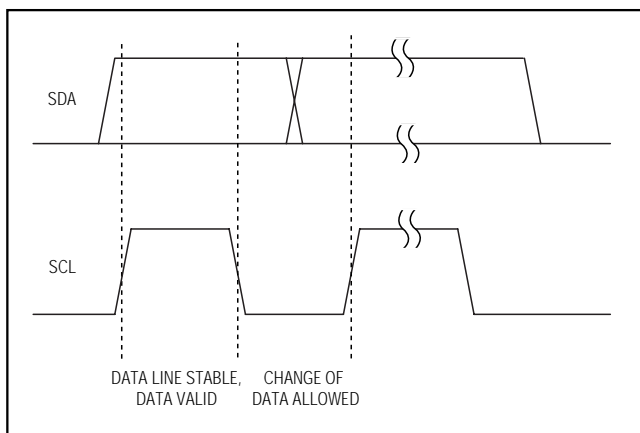 SDA
SCL
DATA LINE STABLE,
DATA VALID
CHANGE OF
DATA ALLOWED